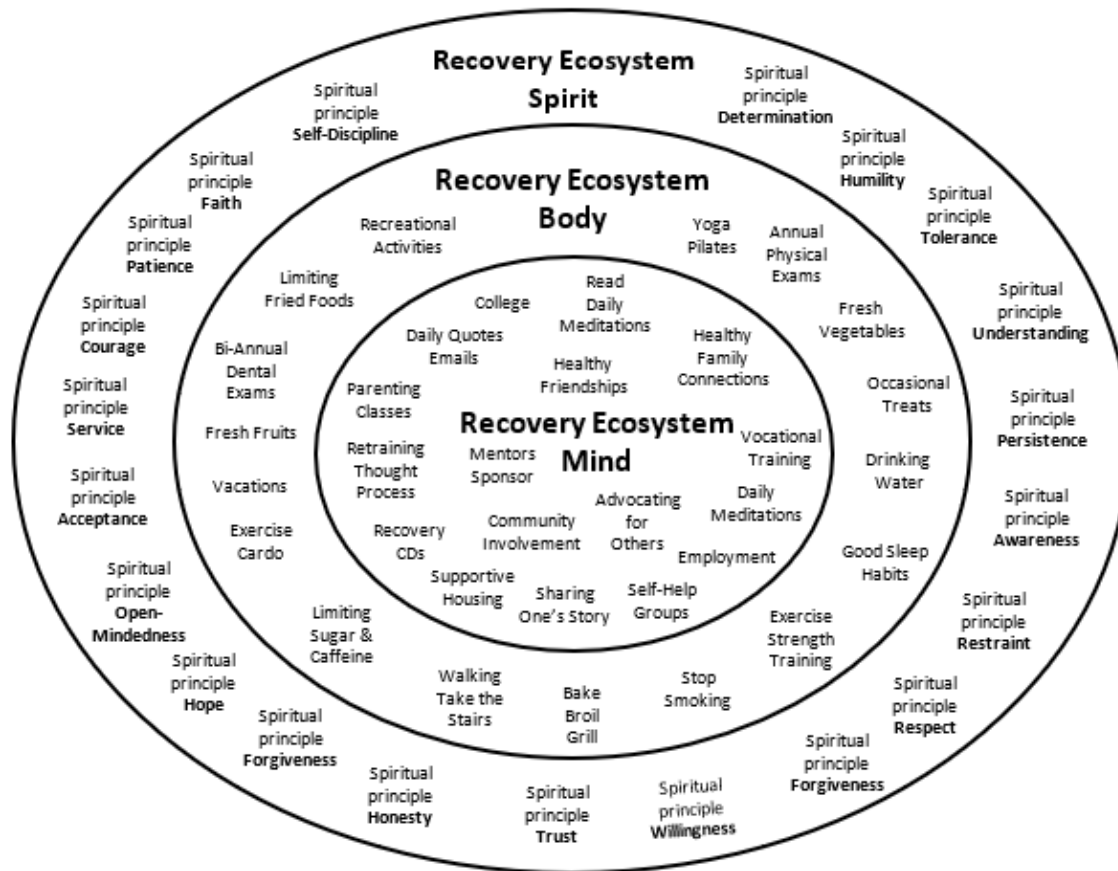 Recovery Ecosystem
Spirit
Spiritual
principle
Self-Discipline
Spiritual
principle
Determination
Spiritual
principle
Faith
Spiritual
principle
Humility
Spiritual
principle
Patience
Spiritual
principle
Tolerance
Spiritual
principle
Courage
Spiritual
principle
Understanding
Spiritual
principle
Service
Spiritual
principle
Persistence
Spiritual
principle
Acceptance
Spiritual
principle
Awareness
Spiritual
principle
Open-
Mindedness
Spiritual
principle
Restraint
Spiritual
principle
Hope
Spiritual
principle
Respect
Spiritual
principle
Forgiveness
Spiritual
principle
Forgiveness
Spiritual
principle
Honesty
Spiritual
principle
Trust
Spiritual
principle
Willingness
Recovery Ecosystem
Body
Recreational
Activities
Yoga
Pilates
Annual
Physical
Exams
Limiting
Fried Foods
Fresh
Vegetables
Bi-Annual
Dental
Exams
Occasional
Treats
Fresh Fruits
Drinking
Water
Vacations
Exercise
Cardo
Good Sleep
Habits
Limiting
Sugar &
Caffeine
Exercise
Strength
Training
Walking
Take the
Stairs
Bake
Broil
Grill
Stop
Smoking
College
Read
Daily
Meditations
Daily Quotes
Emails
Healthy
Friendships
Healthy
Family
Connections
Parenting
Classes
Recovery Ecosystem
Mind
Retraining
Thought
Process
Mentors
Sponsor
Vocational
Training
Recovery
CDs
Community
Involvement
Advocating
for
Others
Daily
Meditations
Employment
Supportive
Housing
Sharing
One's Story
Self-Help
Groups